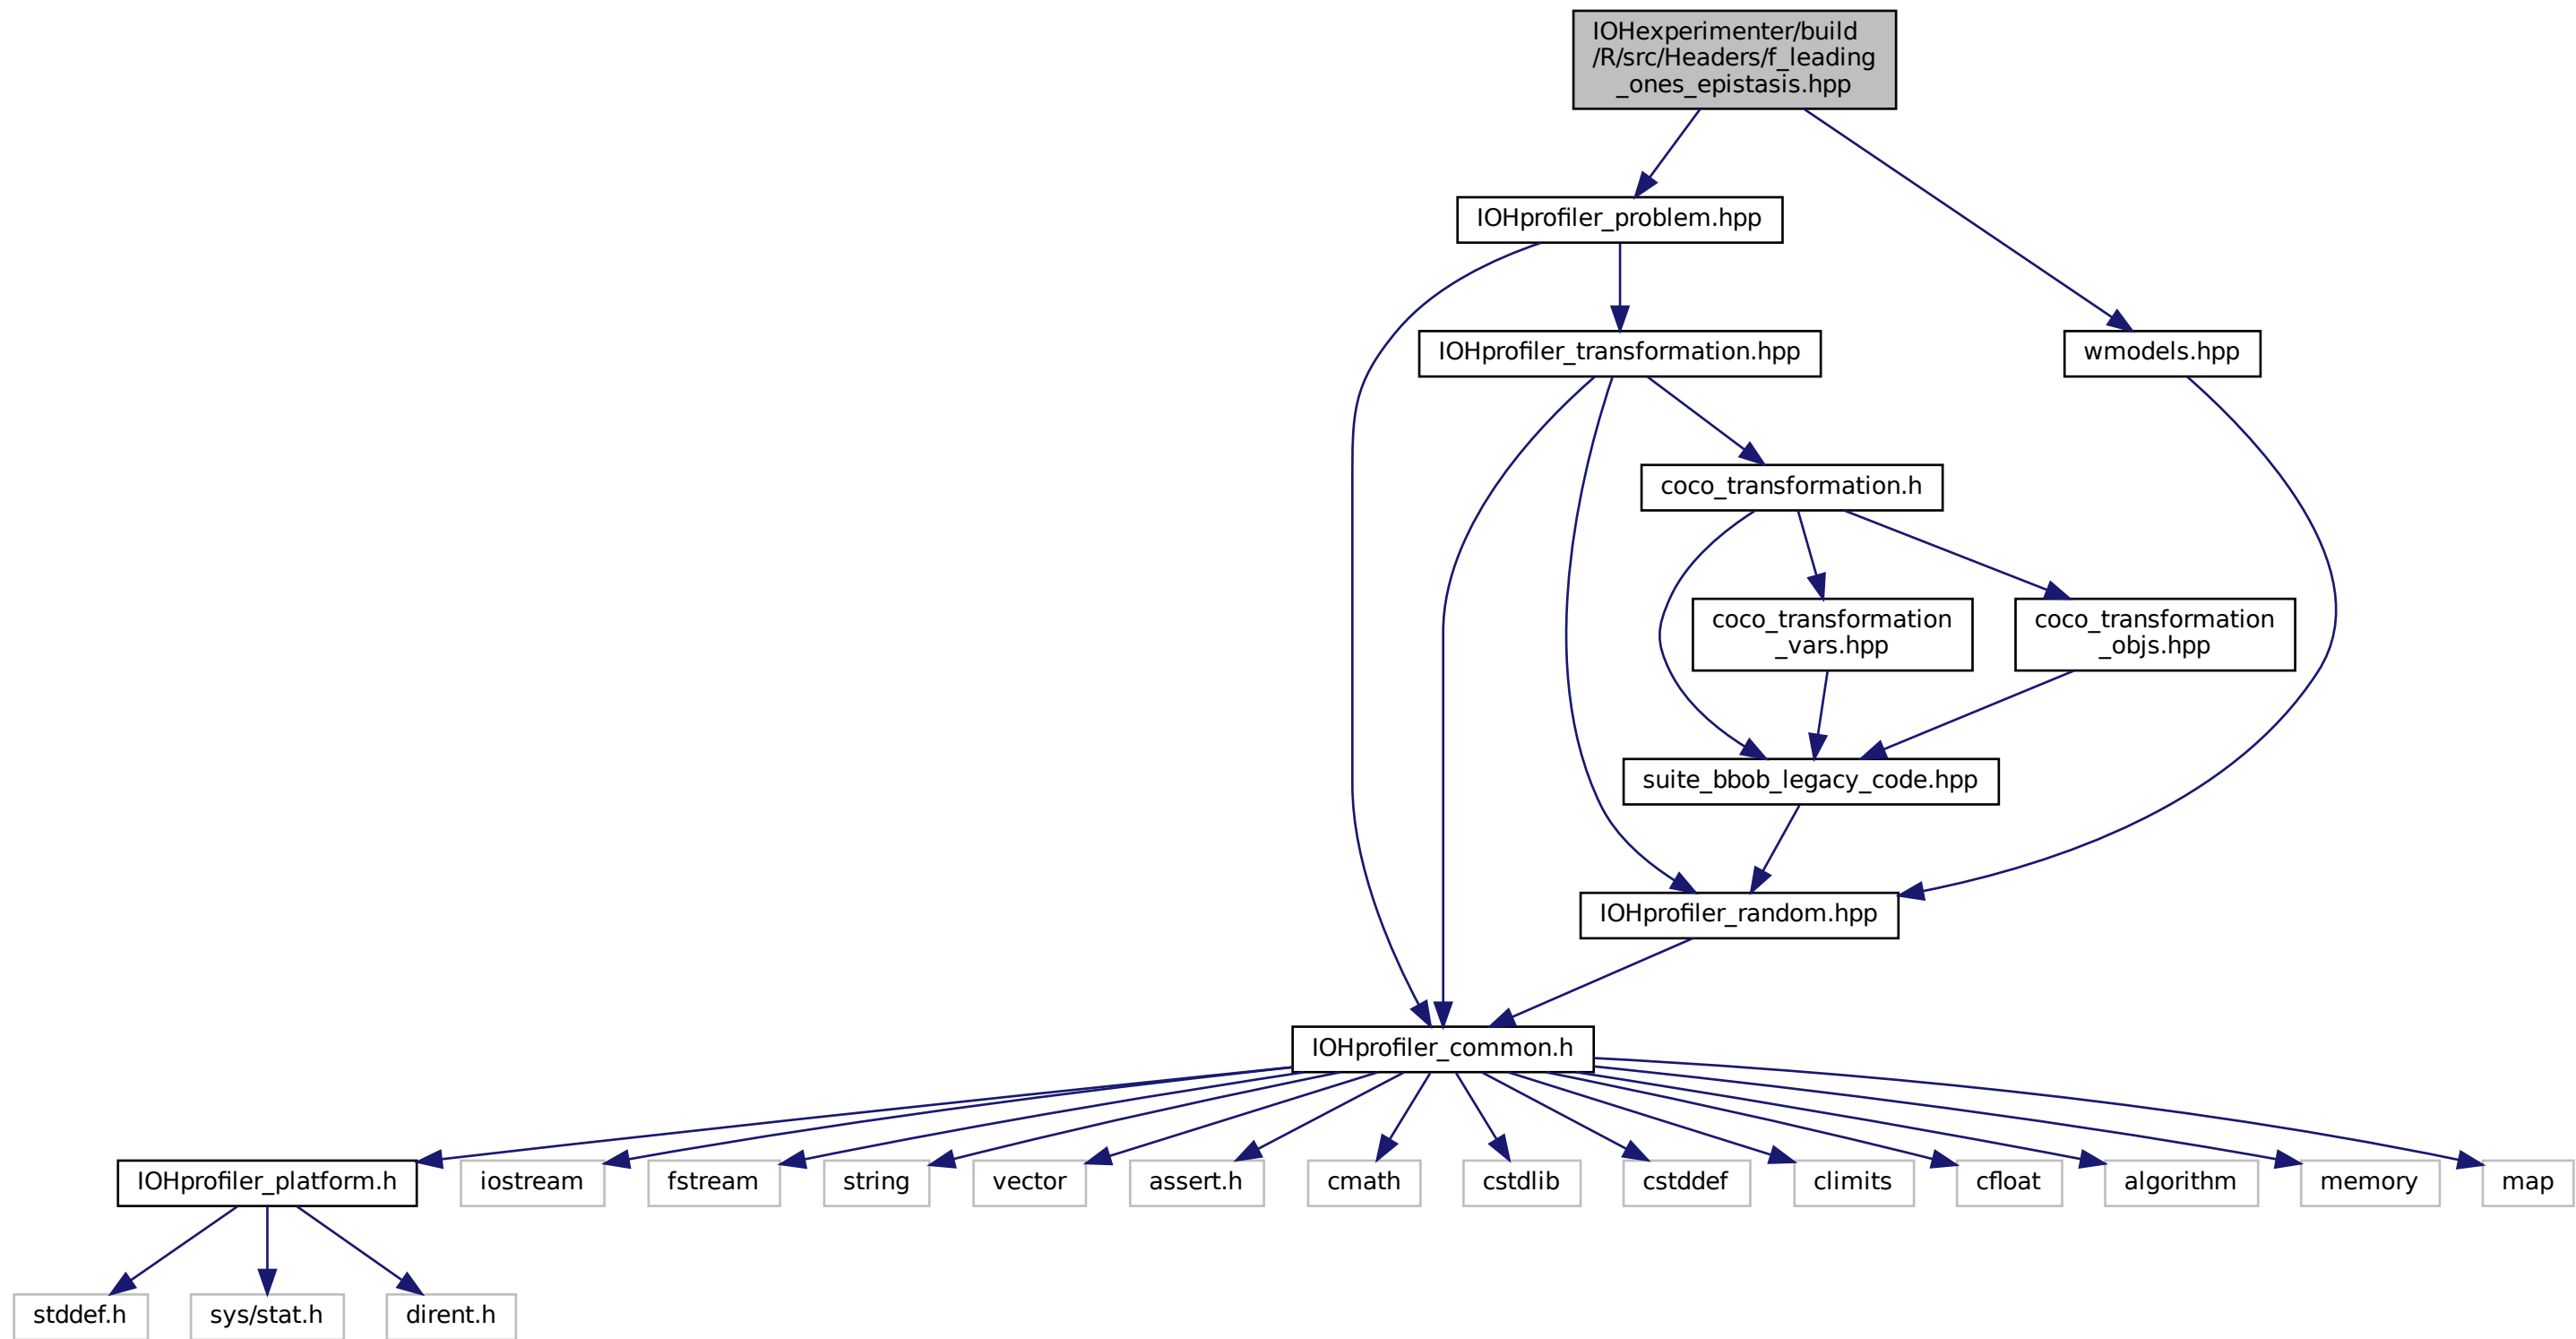 IOHexperimenter/build
/R/src/Headers/f_leading
_ones_epistasis.hpp
IOHprofiler_problem.hpp
IOHprofiler_transformation.hpp
wmodels.hpp
coco_transformation.h
coco_transformation
_vars.hpp
coco_transformation
_objs.hpp
suite_bbob_legacy_code.hpp
IOHprofiler_random.hpp
IOHprofiler_common.h
IOHprofiler_platform.h
iostream
fstream
string
vector
assert.h
cmath
cstdlib
cstddef
climits
cfloat
algorithm
memory
map
stddef.h
sys/stat.h
dirent.h